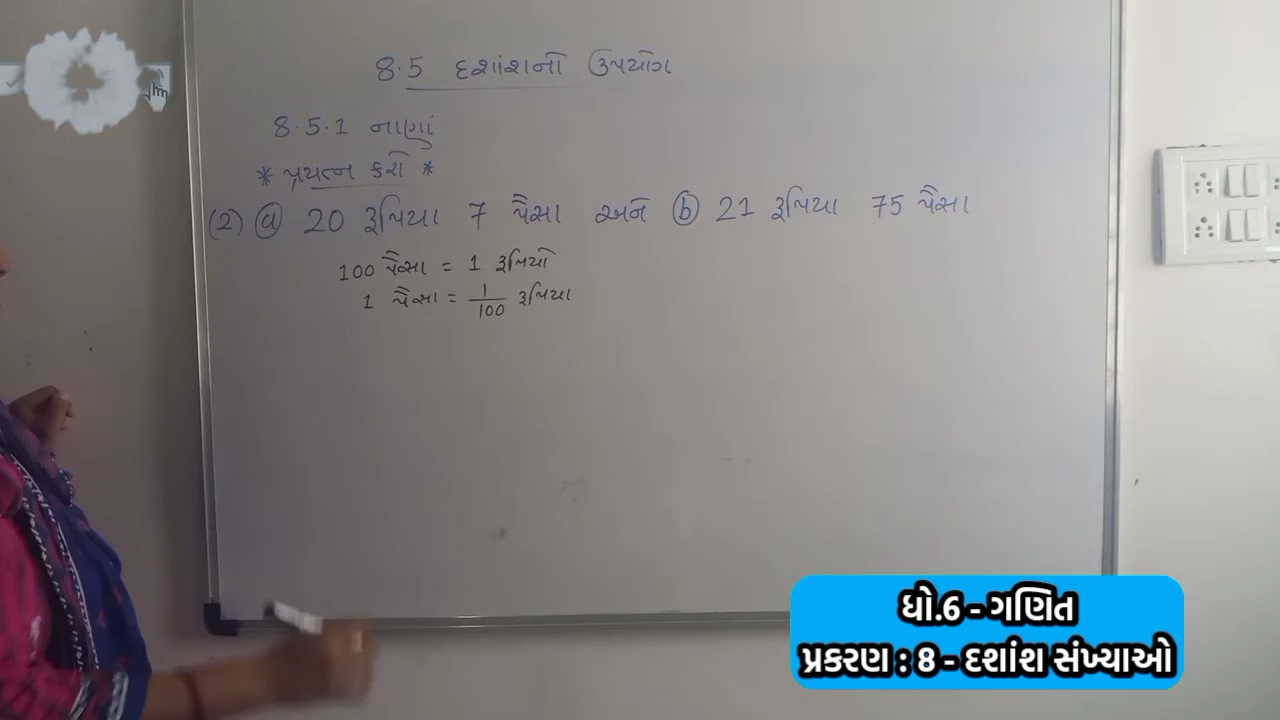 8.5 દશાંશનો ઉપયોગ
8.5.1 નાણાં
* પ્રયત્ન કરો *
(2) ⓐ 20 રૂપિયા 7 પૈસા અને ⓑ 21 રૂપિયા 75 પૈસા
100 પૈસા = 1 રૂપિયો
1 પૈસા = 1/100 રૂપિયા
ધો.6 - ગણિત
પ્રકરણ : 8 - દશાંશ સંખ્યાઓ